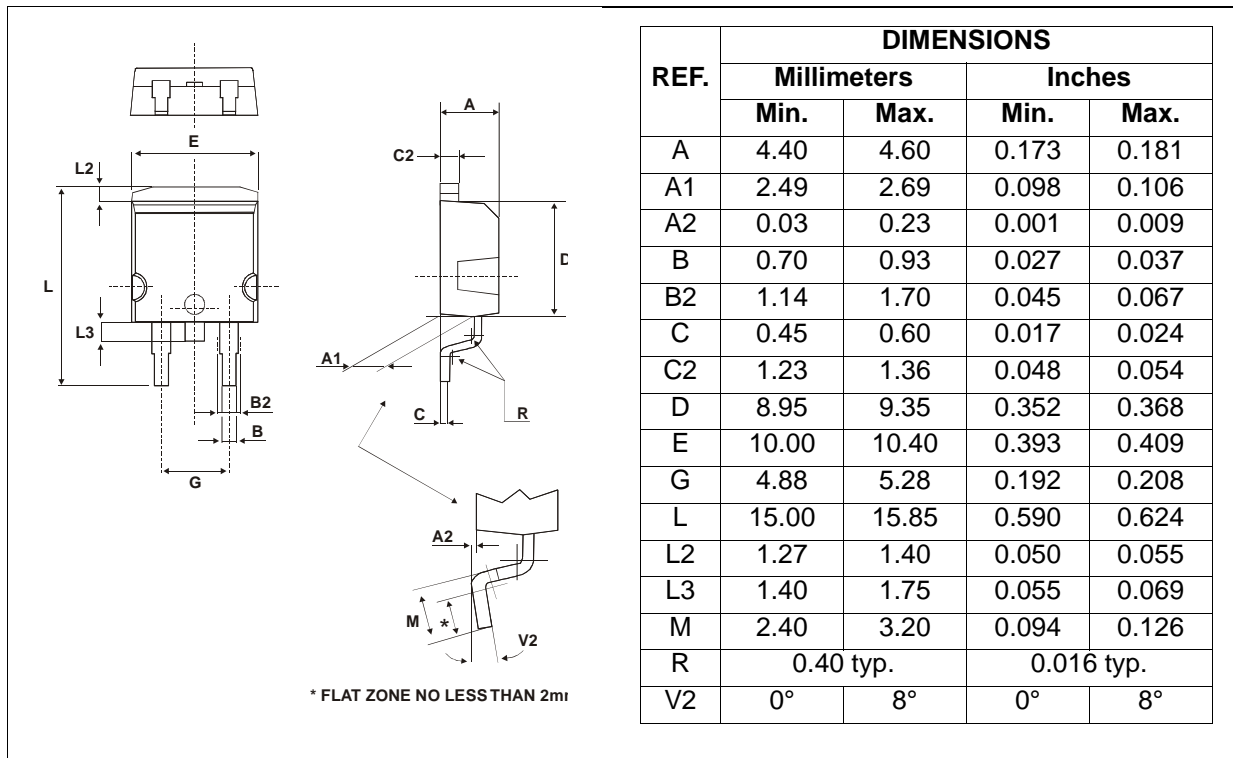 A
E
C2
L2
D
L
L3
A1
B2
C
R
B
G
A2
M
*
V2
* FLAT ZONE NO LESS THAN 2m
REF. DIMENSIONS
Millimeters Inches
Min. Max. Min. Max.
A 4.40 4.60 0.173 0.181
A1 2.49 2.69 0.098 0.106
A2 0.03 0.23 0.001 0.009
B 0.70 0.93 0.027 0.037
B2 1.14 1.70 0.045 0.067
C 0.45 0.60 0.017 0.024
C2 1.23 1.36 0.048 0.054
D 8.95 9.35 0.352 0.368
E 10.00 10.40 0.393 0.409
G 4.88 5.28 0.192 0.208
L 15.00 15.85 0.590 0.624
L2 1.27 1.40 0.050 0.055
L3 1.40 1.75 0.055 0.069
M 2.40 3.20 0.094 0.126
R 0.40 typ. 0.016 typ.
V2 0° 8° 0° 8°